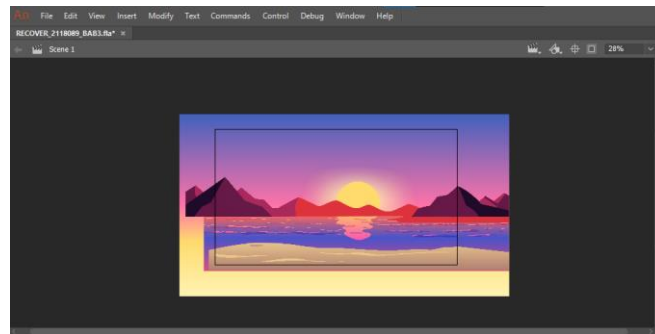 An File Edit View Insert Modify Text Commands Control Debug Window Help
RECOVER_2118089_BAB3.fla* ×
Scene 1 28%